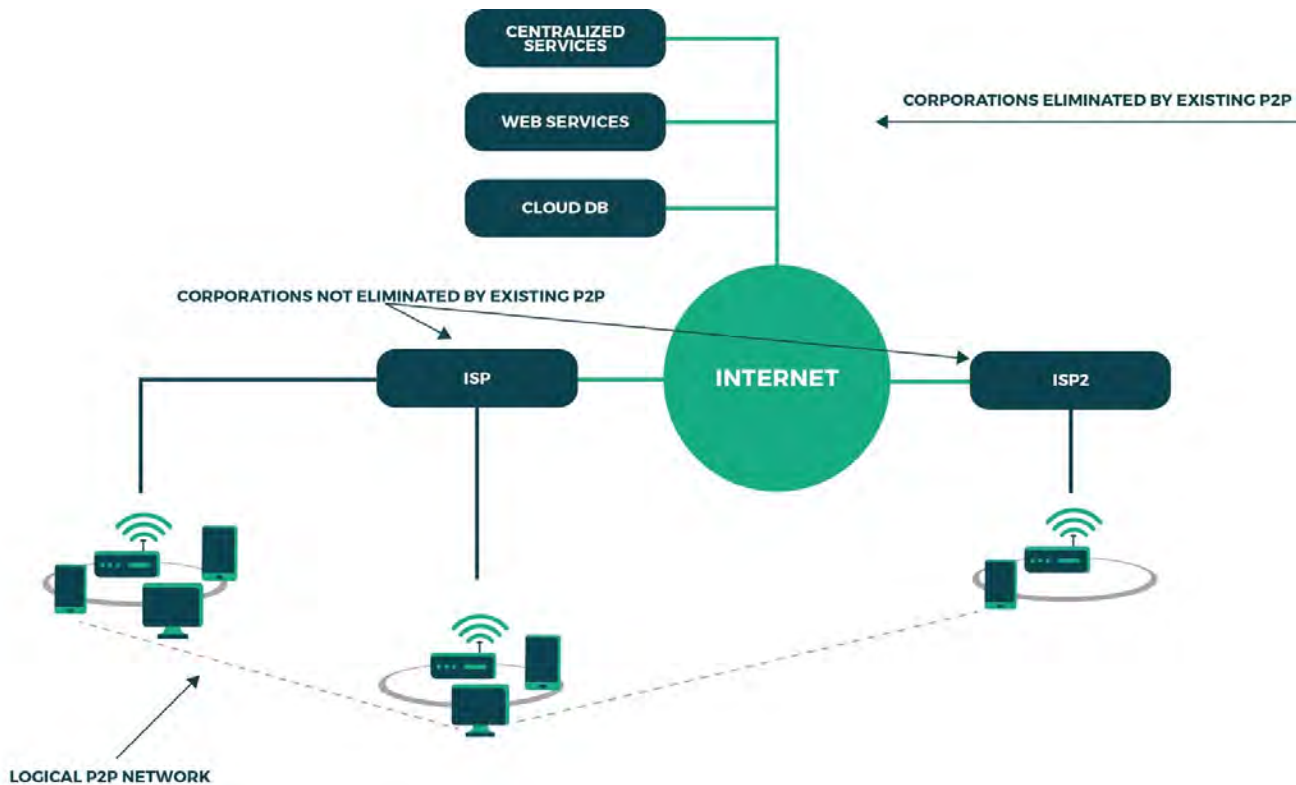 CENTRALIZED
SERVICES
CORPORATIONS ELIMINATED BY EXISTING P2P
WEB SERVICES
CLOUD DB
CORPORATIONS NOT ELIMINATED BY EXISTING P2P
ISP
INTERNET
ISP2
LOGICAL P2P NETWORK